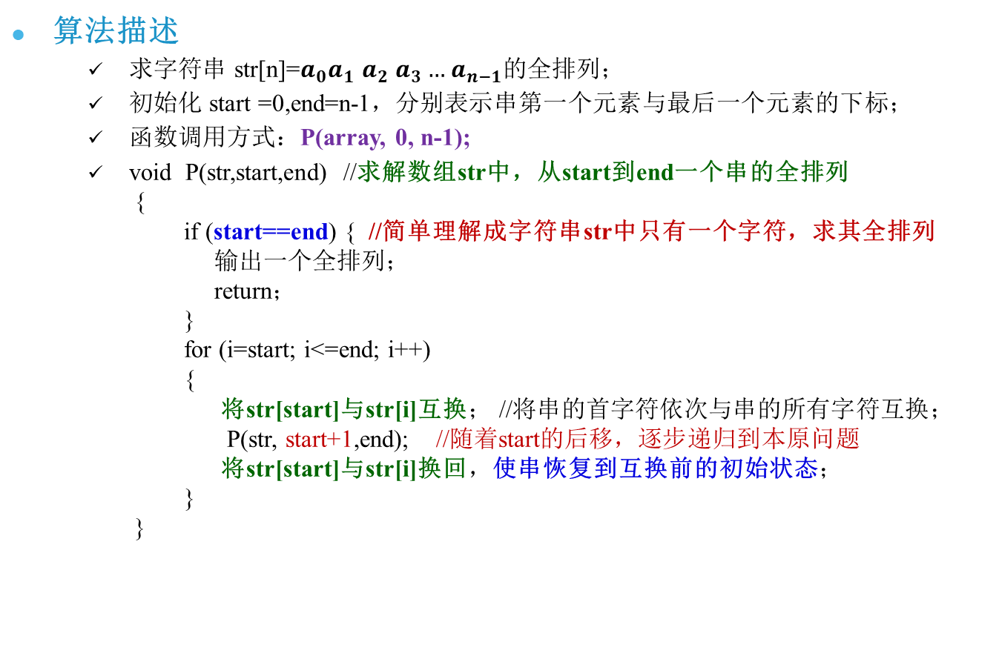 算法描述
求字符串 str[n]=a₀a₁ a₂ a₃ … aₙ₋₁的全排列；
初始化 start =0,end=n-1，分别表示串第一个元素与最后一个元素的下标；
函数调用方式：P(array, 0, n-1);
void P(str,start,end) //求解数组str中，从start到end一个串的全排列
{
if (start==end) { //简单理解成字符串str中只有一个字符，求其全排列
输出一个全排列；
return；
}
for (i=start; i<=end; i++)
{
将str[start]与str[i]互换； //将串的首字符依次与串的所有字符互换；
P(str, start+1,end); //随着start的后移，逐步递归到本原问题
将str[start]与str[i]换回，使串恢复到互换前的初始状态；
}
}